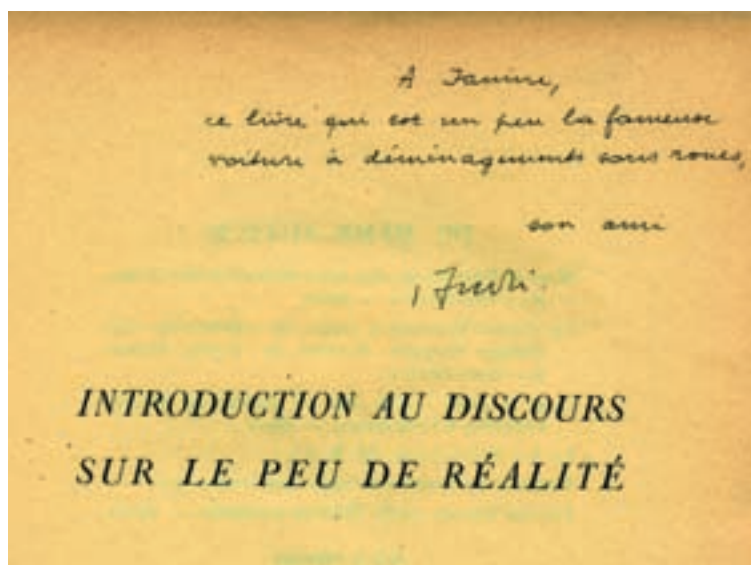 A Janine,
ce livre qui est un peu la fameuse
voiture à déménagements sans roues,
son ami
INTRODUCTION AU DISCOURS
SUR LE PEU DE RÉALITÉ